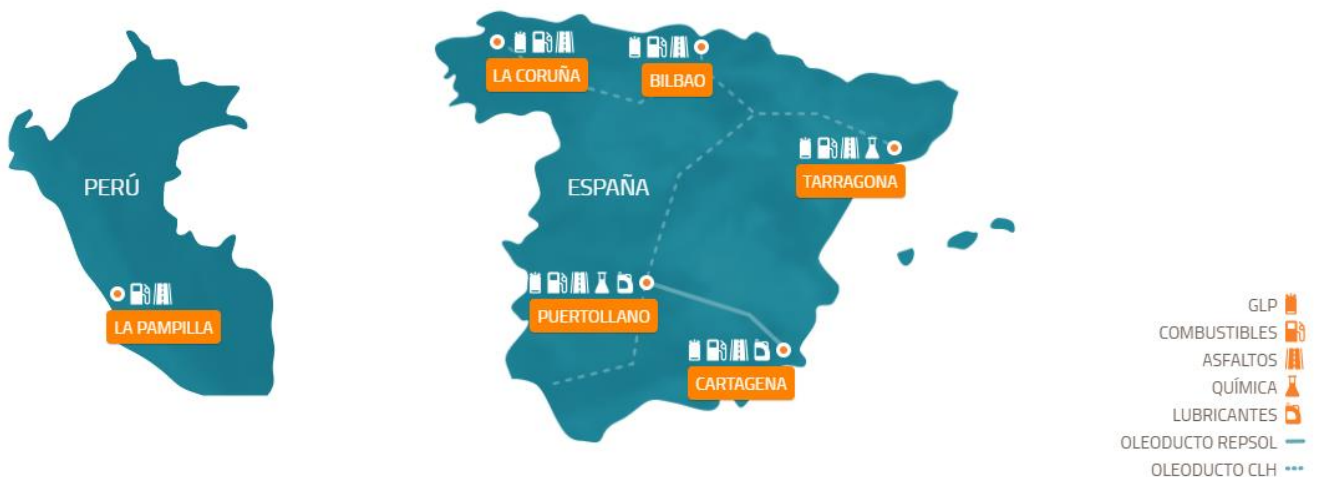 PERÚ
LA PAMPILLA
LA CORUÑA
BILBAO
TARRAGONA
ESPAÑA
PUERTOLLANO
CARTAGENA
GLP
COMBUSTIBLES
ASFALTOS
QUÍMICA
LUBRICANTES
OLEODUCTO REPSOL
OLEODUCTO CLH